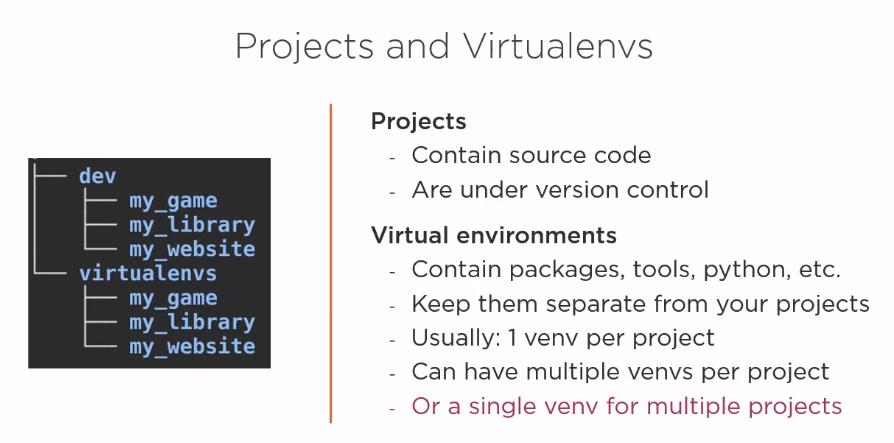 Projects and Virtualenvs
dev
my_game
my_library
my_website
virtualenvs
my_game
my_library
my_website
Projects
- Contain source code
- Are under version control
Virtual environments
- Contain packages, tools, python, etc.
- Keep them separate from your projects
- Usually: 1 venv per project
- Can have multiple venvs per project
- Or a single venv for multiple projects